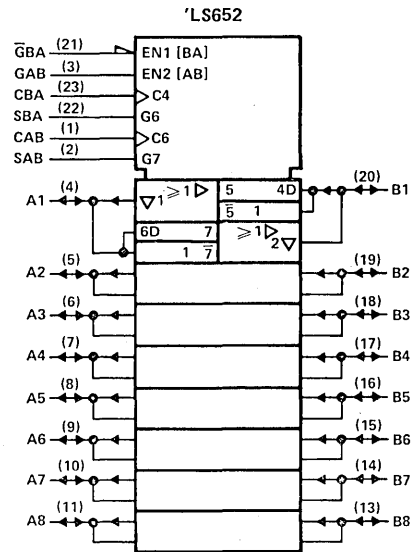 'LS652
G̅BA (21) EN1 [BA]
GAB (3) EN2 [AB]
CBA (23) C4
SBA (22) G6
CAB (1) C6
SAB (2) G7
A1 (4) ▽1 ≥1 ▷ 5 4D (20) B1
5̅ 1
6D 7 ≥1 ▷
1 7̅ 2▽
A2 (5) (19) B2
A3 (6) (18) B3
A4 (7) (17) B4
A5 (8) (16) B5
A6 (9) (15) B6
A7 (10) (14) B7
A8 (11) (13) B8